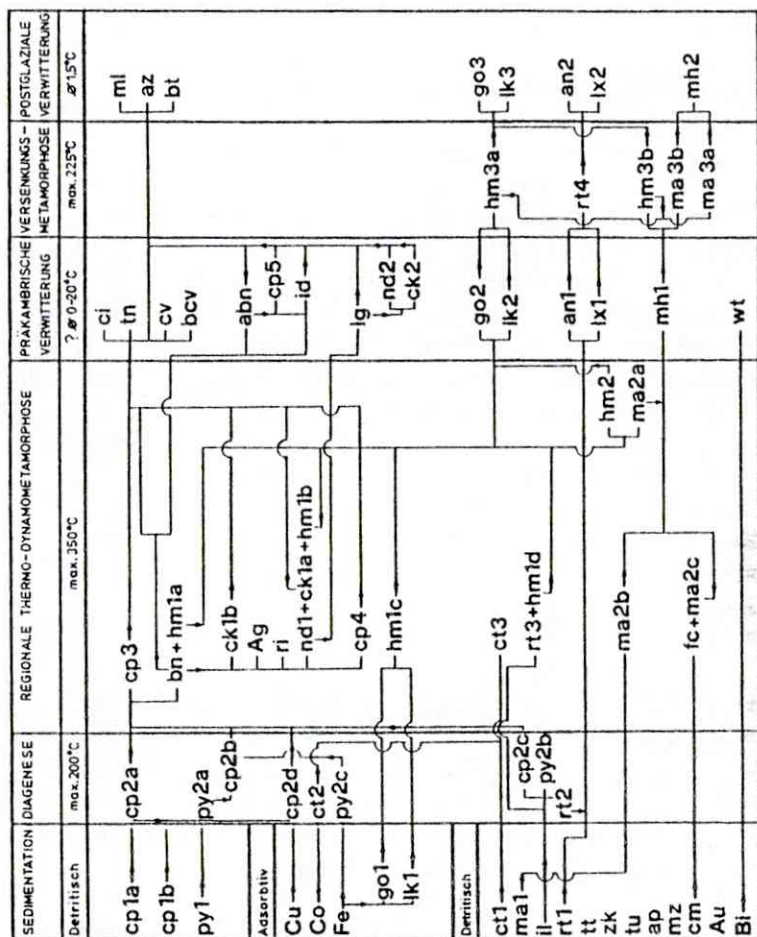 SEDIMENTATION
DIAGENESE
REGIONALE THERMO-DYNAMOMETAMORPHOSE
PRÄKAMBRISCHE
VERWITTERUNG
VERSENKUNGS-
METAMORPHOSE
POSTGLAZIALE
VERWITTERUNG
Detritisch
max.200°C
max.350°C
?ø 0-20°C
max. 225°C
ø 1,5°C
cp1a
cp1b
py1
Adsorbtiv
Cu
Co
Fe
go1
lk1
Detritisch
ct1
ma1
il
rt1
tt
zk
tu
ap
mz
cm
Au
Bi
cp2a
py2a
cp2b
cp2d
ct2
py2c
cp2c
py2b
rt2
cp3
bn+hm1a
ck1b
Ag
ri
nd1+ck1a+hm1b
cp4
hm1c
ct3
rt3+hm1d
ma2b
fc+ma2c
hm2
ma2a
ci
tn
cv
bcv
abn
cp5
id
lg
nd2
ck2
go2
lk2
an1
lx1
mh1
wt
hm3a
rt4
hm3b
ma3b
ma3a
ml
az
bt
go3
lk3
an2
lx2
mh2